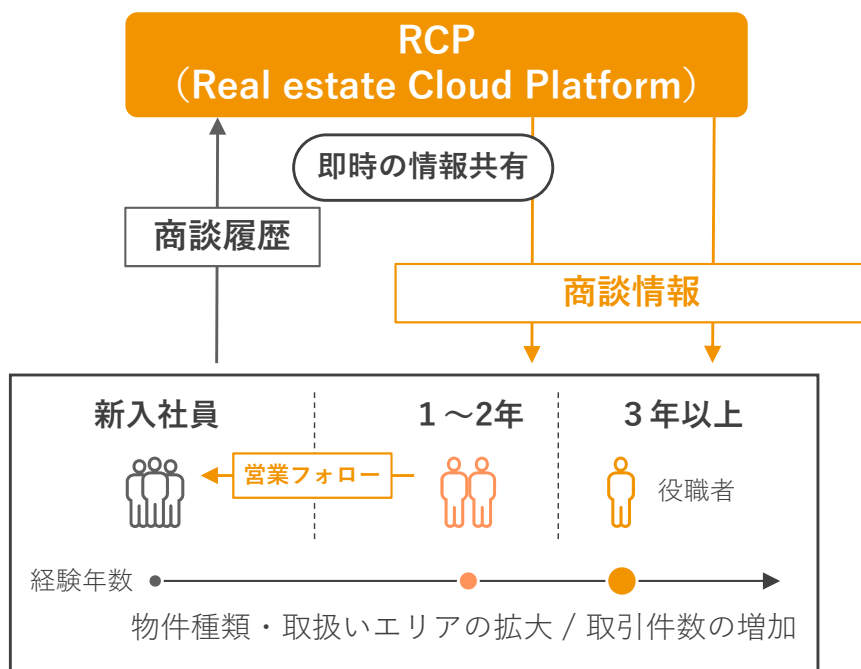 RCP
（Real estate Cloud Platform）
即時の情報共有
商談履歴
商談情報
新入社員
１～2年
３年以上
営業フォロー
役職者
経験年数
物件種類・取扱いエリアの拡大 / 取引件数の増加